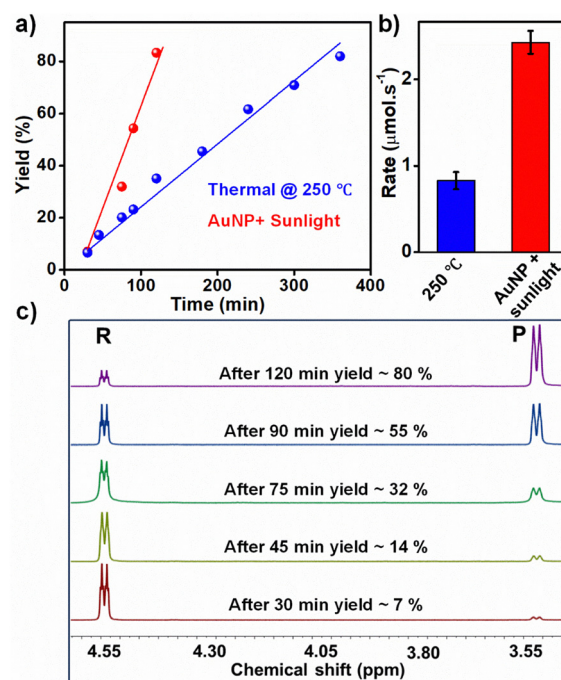 a)
Yield (%)
80
60
40
20
0
0 100 200 300 400
Time (min)
Thermal @ 250 ℃
AuNP+ Sunlight
b)
Rate (μmol.s⁻¹)
2
1
0
250 ℃
AuNP +
sunlight
c)
R
P
After 120 min yield ~ 80 %
After 90 min yield ~ 55 %
After 75 min yield ~ 32 %
After 45 min yield ~ 14 %
After 30 min yield ~ 7 %
4.55 4.30 4.05 3.80 3.55
Chemical shift (ppm)